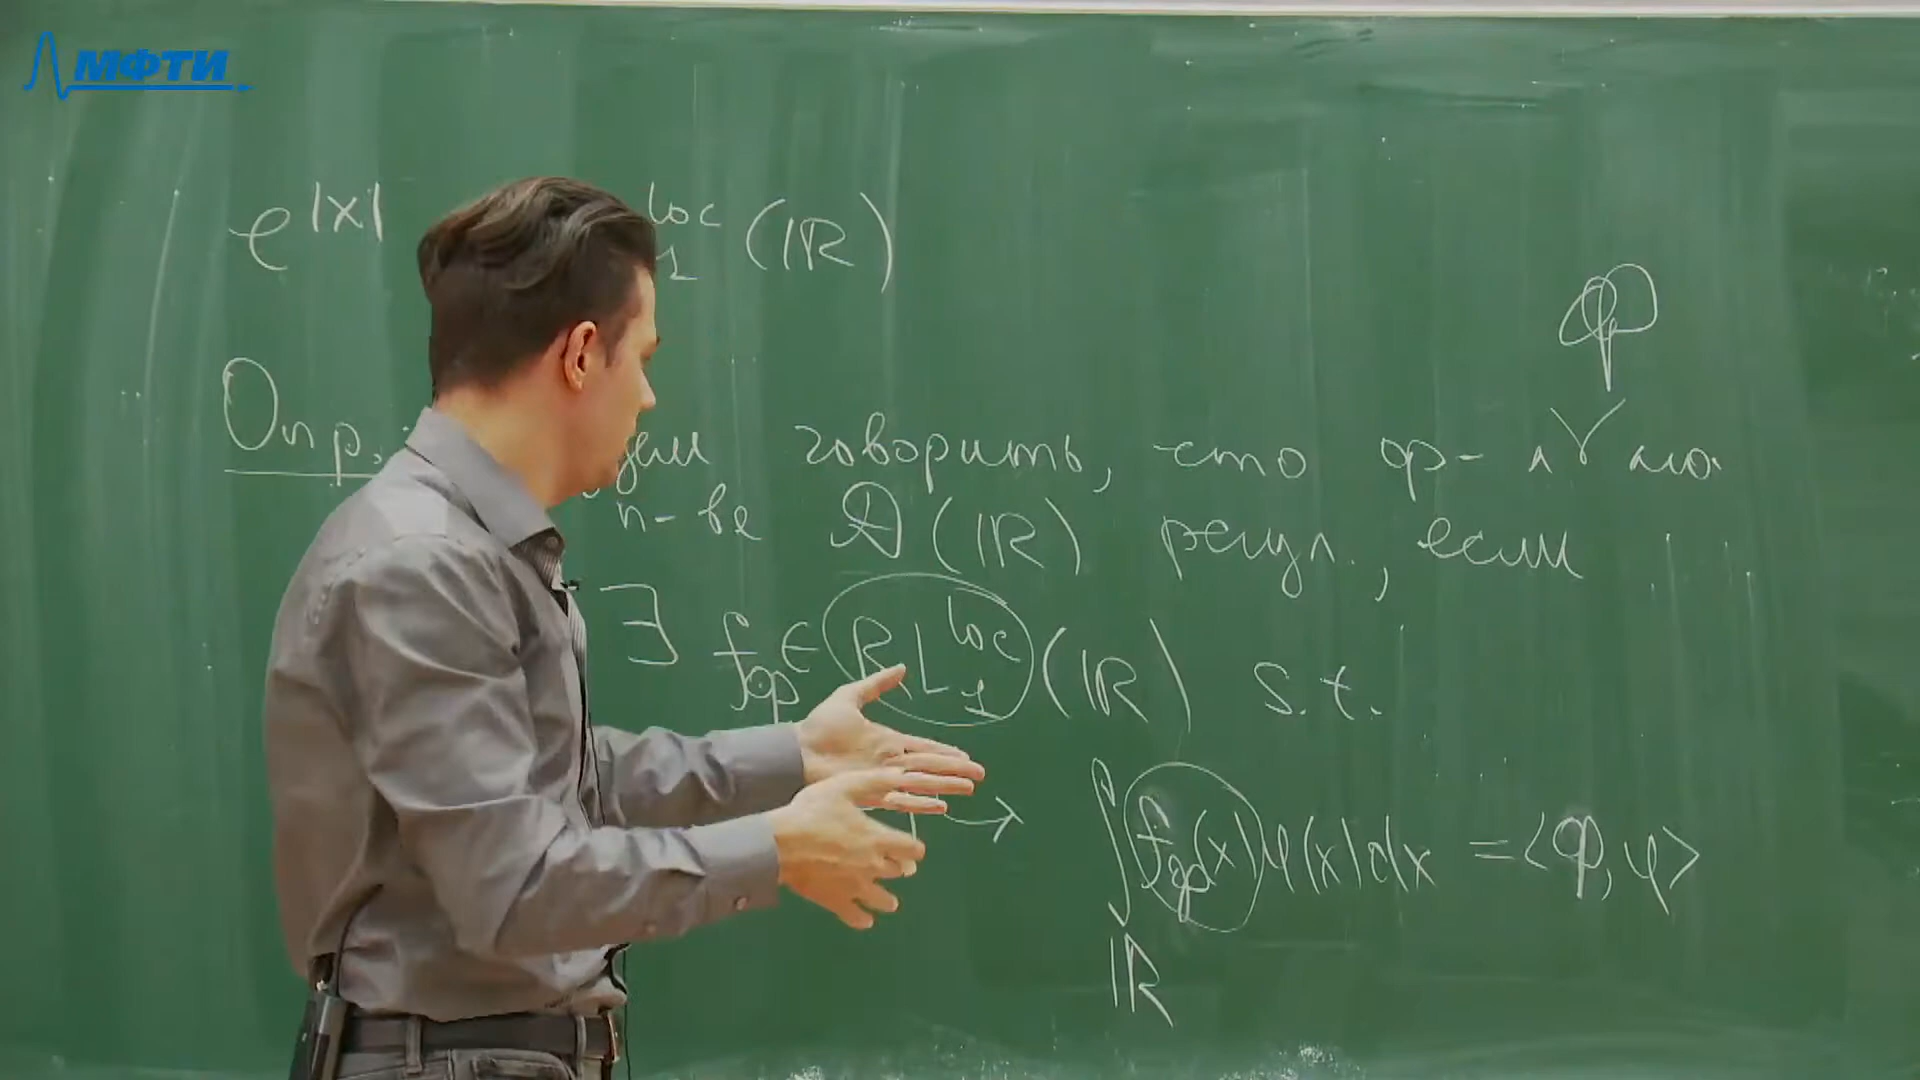 МФТИ
e^|x| loc 1 (ℝ)
φ
Опр. говорить, что ф-л
п-ве 𝒟(ℝ) регул., если
∃ f_φ ∈ RL_1^loc (ℝ) s.t.
→ ∫_ℝ f_φ(x)φ(x)dx = <φ, φ>